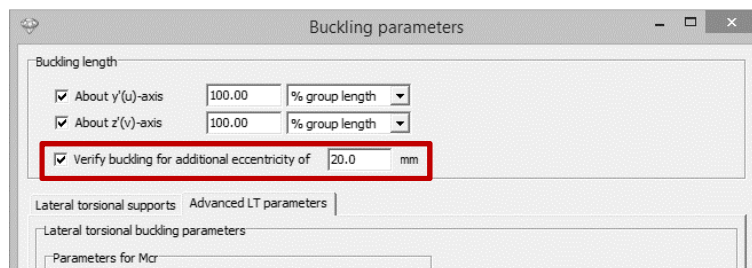 Buckling parameters
Buckling length
About y'(u)-axis 100.00 % group length
About z'(v)-axis 100.00 % group length
Verify buckling for additional eccentricity of 20.0 mm
Lateral torsional supports Advanced LT parameters
Lateral torsional buckling parameters
Parameters for Mcr